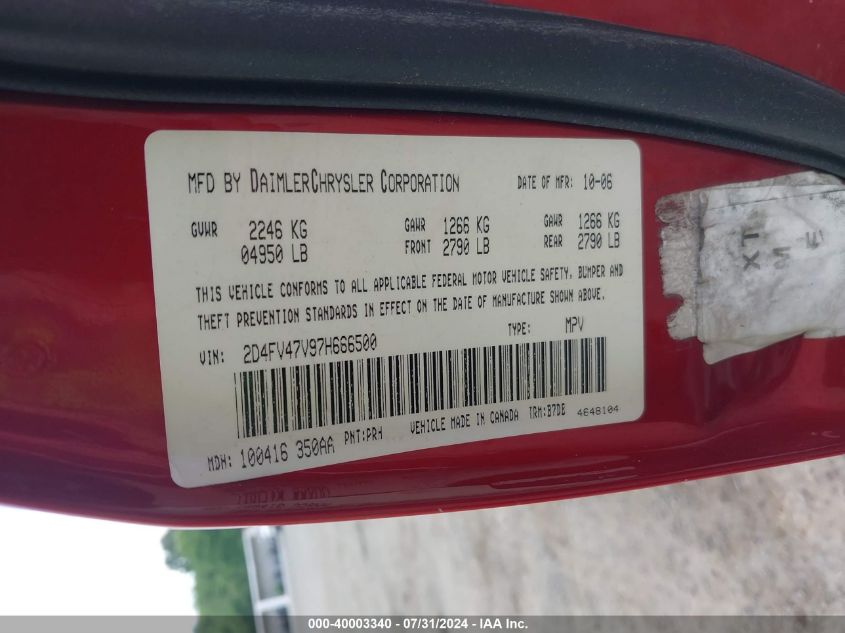 MFD BY DAIMLERCHRYSLER CORPORATION DATE OF MFR: 10-06
GVWR 2246 KG GAWR 1266 KG GAWR 1266 KG
04950 LB FRONT 2790 LB REAR 2790 LB
THIS VEHICLE CONFORMS TO ALL APPLICABLE FEDERAL MOTOR VEHICLE SAFETY, BUMPER AND
THEFT PREVENTION STANDARDS IN EFFECT ON THE DATE OF MANUFACTURE SHOWN ABOVE.
VIN: 2D4FV47V97H666500 TYPE: MPV
MDH: 100416 350AA PNT:PRH VEHICLE MADE IN CANADA TRM:B7DB 4648104
000-40003340 / 07/31/2024 - IAA Inc.